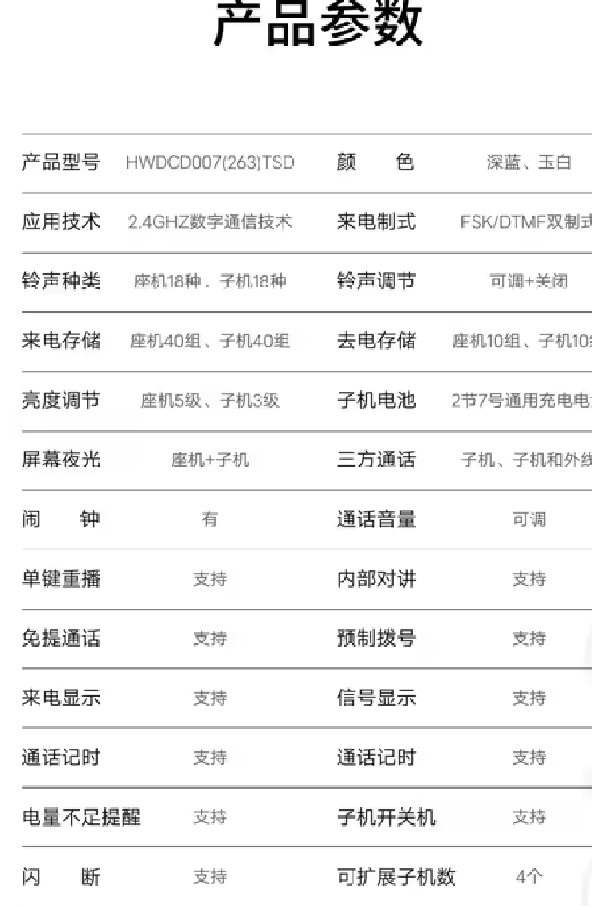 产品参数
产品型号 HWDCD007(263)TSD 颜 色 深蓝、玉白
应用技术 2.4GHZ数字通信技术 来电制式 FSK/DTMF双制式
铃声种类 座机18种．子机18种 铃声调节 可调+关闭
来电存储 座机40组、子机40组 去电存储 座机10组、子机10
亮度调节 座机5级、子机3级 子机电池 2节7号通用充电电
屏幕夜光 座机+子机 三方通话 子机、子机和外线
闹 钟 有 通话音量 可调
单键重播 支持 内部对讲 支持
免提通话 支持 预制拨号 支持
来电显示 支持 信号显示 支持
通话记时 支持 通话记时 支持
电量不足提醒 支持 子机开关机 支持
闪 断 支持 可扩展子机数 4个